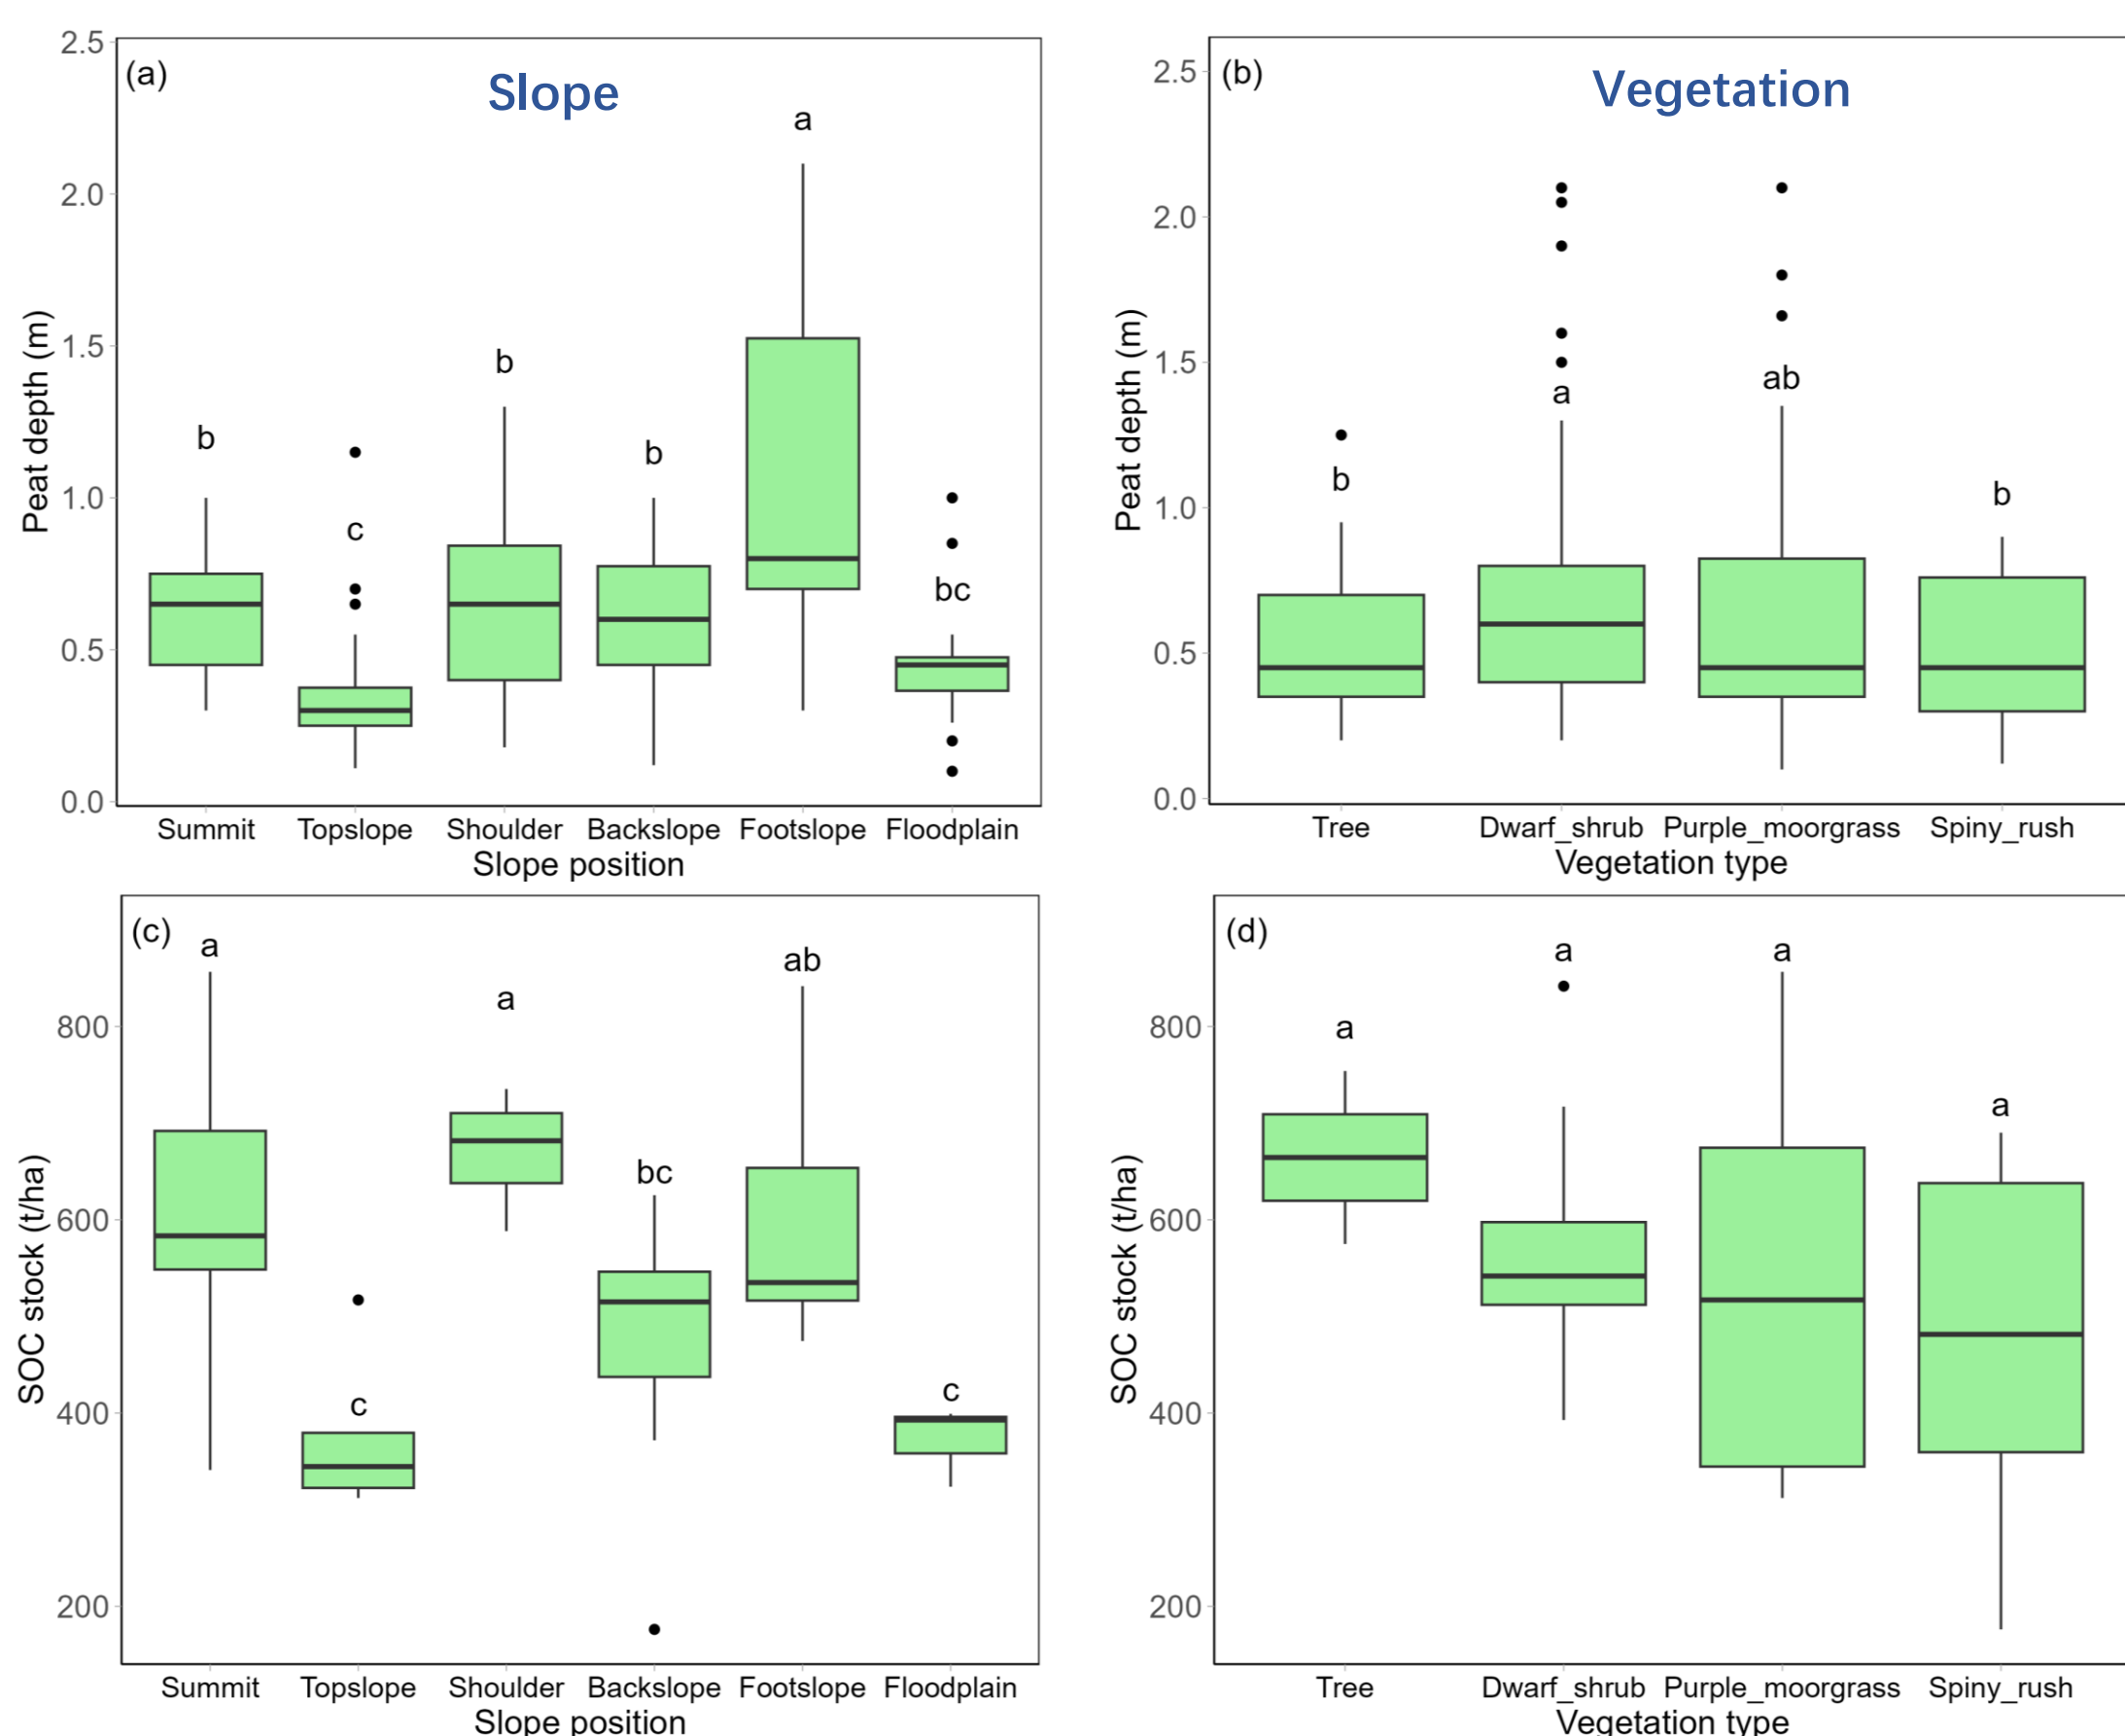 (a)
Slope
2.5
2.0
1.5
1.0
0.5
0.0
Peat depth (m)
b
c
b
b
a
bc
Summit Topslope Shoulder Backslope Footslope Floodplain
Slope position
(b)
Vegetation
2.5
2.0
1.5
1.0
0.5
0.0
Peat depth (m)
b
a
ab
b
Tree Dwarf_shrub Purple_moorgrass Spiny_rush
Vegetation type
(c)
800
600
400
200
SOC stock (t/ha)
a
c
a
bc
ab
c
Summit Topslope Shoulder Backslope Footslope Floodplain
Slope position
(d)
800
600
400
200
SOC stock (t/ha)
a
a
a
a
Tree Dwarf_shrub Purple_moorgrass Spiny_rush
Vegetation type